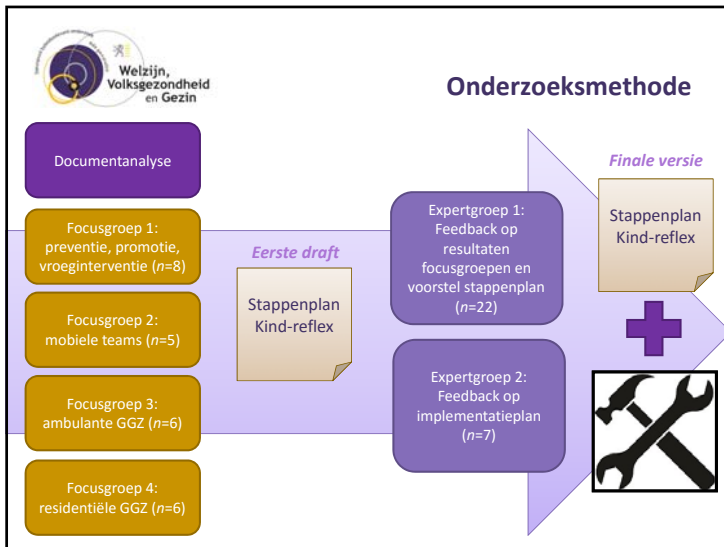 Welzijn,
Volksgezondheid
en Gezin
Onderzoeksmethode
Documentanalyse
Focusgroep 1:
preventie, promotie,
vroeginterventie (n=8)
Focusgroep 2:
mobiele teams (n=5)
Focusgroep 3:
ambulante GGZ (n=6)
Focusgroep 4:
residentiële GGZ (n=6)
Eerste draft
Stappenplan
Kind-reflex
Expertgroep 1:
Feedback op
resultaten
focusgroepen en
voorstel stappenplan
(n=22)
Expertgroep 2:
Feedback op
implementatieplan
(n=7)
Finale versie
Stappenplan
Kind-reflex